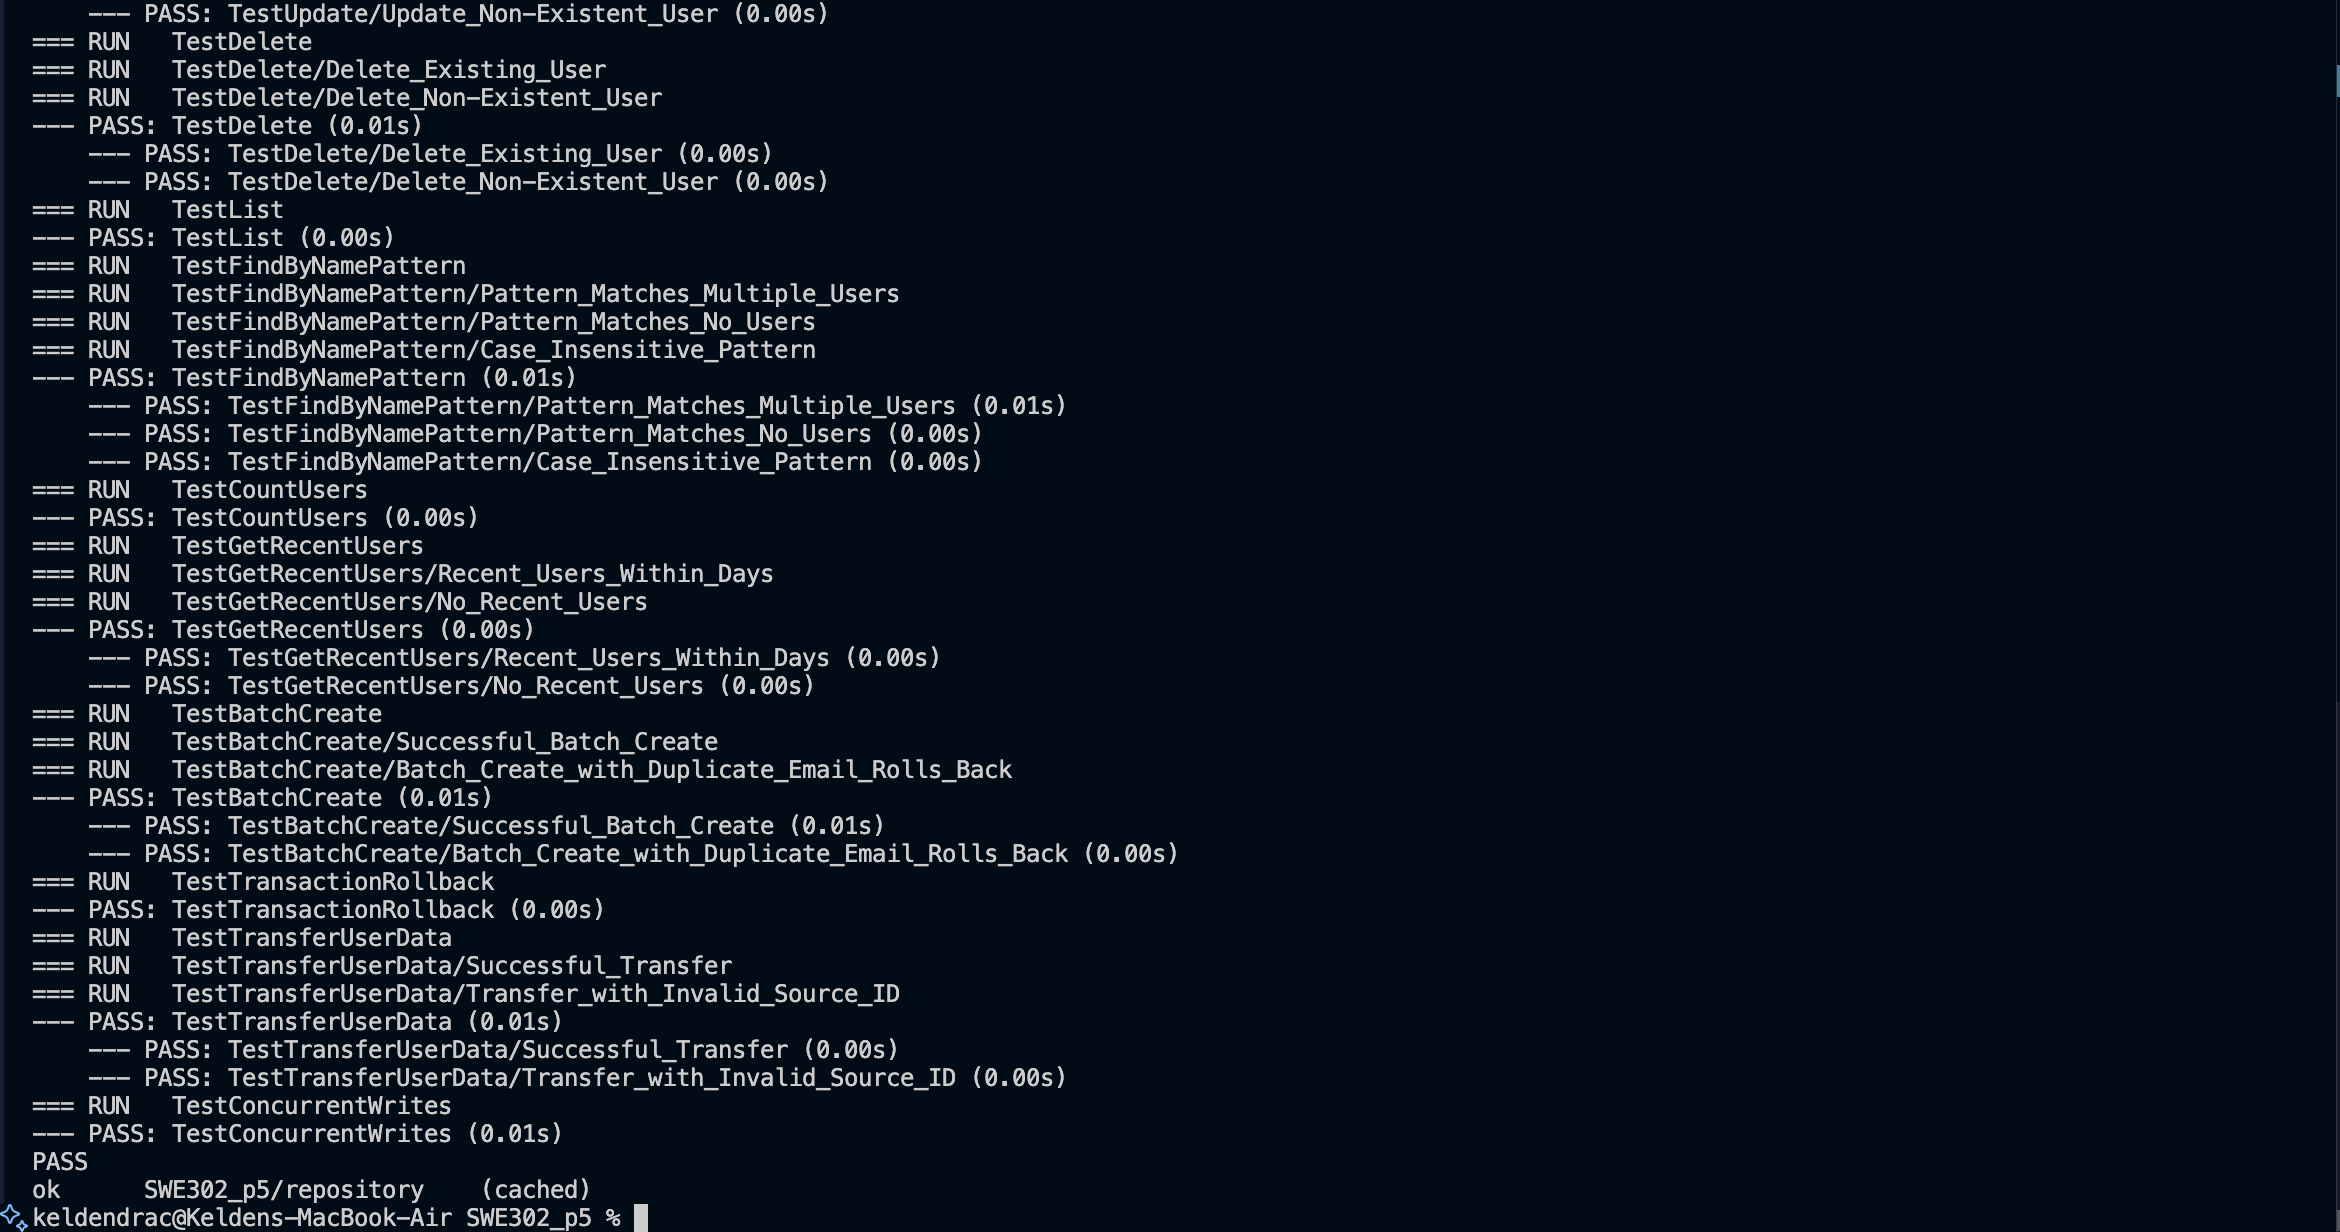 --- PASS: TestUpdate/Update_Non-Existent_User (0.00s)
=== RUN   TestDelete
=== RUN   TestDelete/Delete_Existing_User
=== RUN   TestDelete/Delete_Non-Existent_User
--- PASS: TestDelete (0.01s)
    --- PASS: TestDelete/Delete_Existing_User (0.00s)
    --- PASS: TestDelete/Delete_Non-Existent_User (0.00s)
=== RUN   TestList
--- PASS: TestList (0.00s)
=== RUN   TestFindByNamePattern
=== RUN   TestFindByNamePattern/Pattern_Matches_Multiple_Users
=== RUN   TestFindByNamePattern/Pattern_Matches_No_Users
=== RUN   TestFindByNamePattern/Case_Insensitive_Pattern
--- PASS: TestFindByNamePattern (0.01s)
    --- PASS: TestFindByNamePattern/Pattern_Matches_Multiple_Users (0.01s)
    --- PASS: TestFindByNamePattern/Pattern_Matches_No_Users (0.00s)
    --- PASS: TestFindByNamePattern/Case_Insensitive_Pattern (0.00s)
=== RUN   TestCountUsers
--- PASS: TestCountUsers (0.00s)
=== RUN   TestGetRecentUsers
=== RUN   TestGetRecentUsers/Recent_Users_Within_Days
=== RUN   TestGetRecentUsers/No_Recent_Users
--- PASS: TestGetRecentUsers (0.00s)
    --- PASS: TestGetRecentUsers/Recent_Users_Within_Days (0.00s)
    --- PASS: TestGetRecentUsers/No_Recent_Users (0.00s)
=== RUN   TestBatchCreate
=== RUN   TestBatchCreate/Successful_Batch_Create
=== RUN   TestBatchCreate/Batch_Create_with_Duplicate_Email_Rolls_Back
--- PASS: TestBatchCreate (0.01s)
    --- PASS: TestBatchCreate/Successful_Batch_Create (0.01s)
    --- PASS: TestBatchCreate/Batch_Create_with_Duplicate_Email_Rolls_Back (0.00s)
=== RUN   TestTransactionRollback
--- PASS: TestTransactionRollback (0.00s)
=== RUN   TestTransferUserData
=== RUN   TestTransferUserData/Successful_Transfer
=== RUN   TestTransferUserData/Transfer_with_Invalid_Source_ID
--- PASS: TestTransferUserData (0.01s)
    --- PASS: TestTransferUserData/Successful_Transfer (0.00s)
    --- PASS: TestTransferUserData/Transfer_with_Invalid_Source_ID (0.00s)
=== RUN   TestConcurrentWrites
--- PASS: TestConcurrentWrites (0.01s)
PASS
ok      SWE302_p5/repository    (cached)
keldendrac@Keldens-MacBook-Air SWE302_p5 %